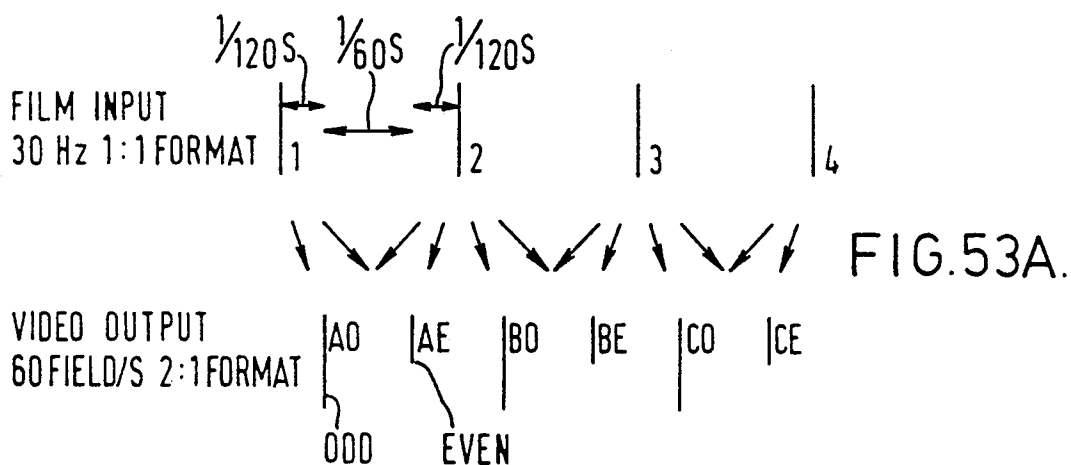 1/120S 1/60S 1/120S
FILM INPUT
30 Hz 1:1 FORMAT
1 2 3 4
FIG.53A.
VIDEO OUTPUT
60 FIELD/S 2:1 FORMAT
AO AE BO BE CO CE
ODD EVEN